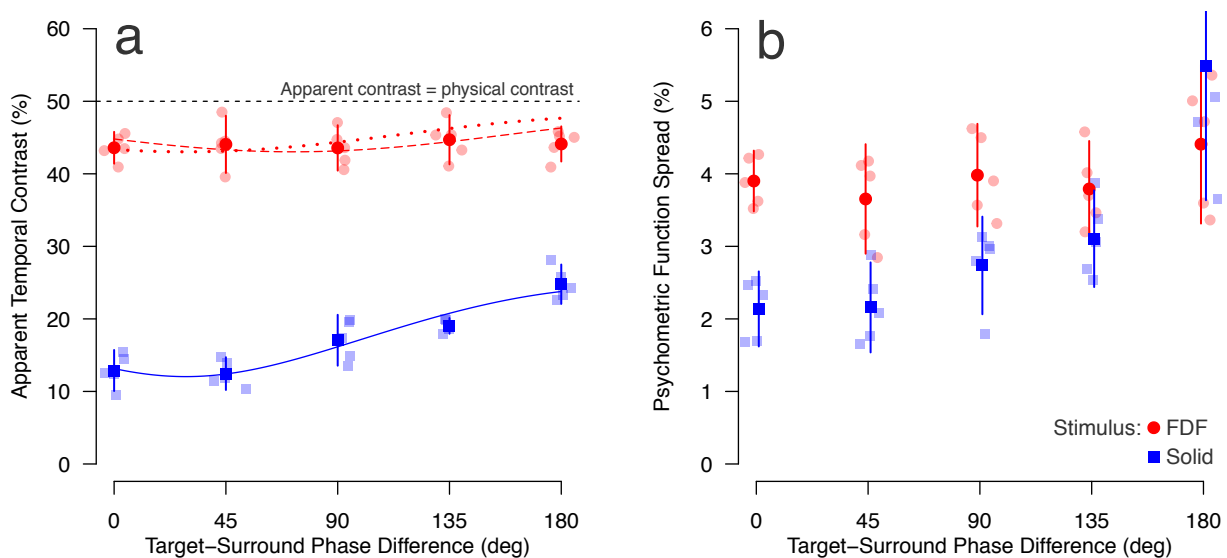 a
Apparent Temporal Contrast (%)
60
50
40
30
20
10
0
Apparent contrast = physical contrast
0 45 90 135 180
Target−Surround Phase Difference (deg)
b
Psychometric Function Spread (%)
6
5
4
3
2
1
0
Stimulus: FDF
Solid
0 45 90 135 180
Target−Surround Phase Difference (deg)